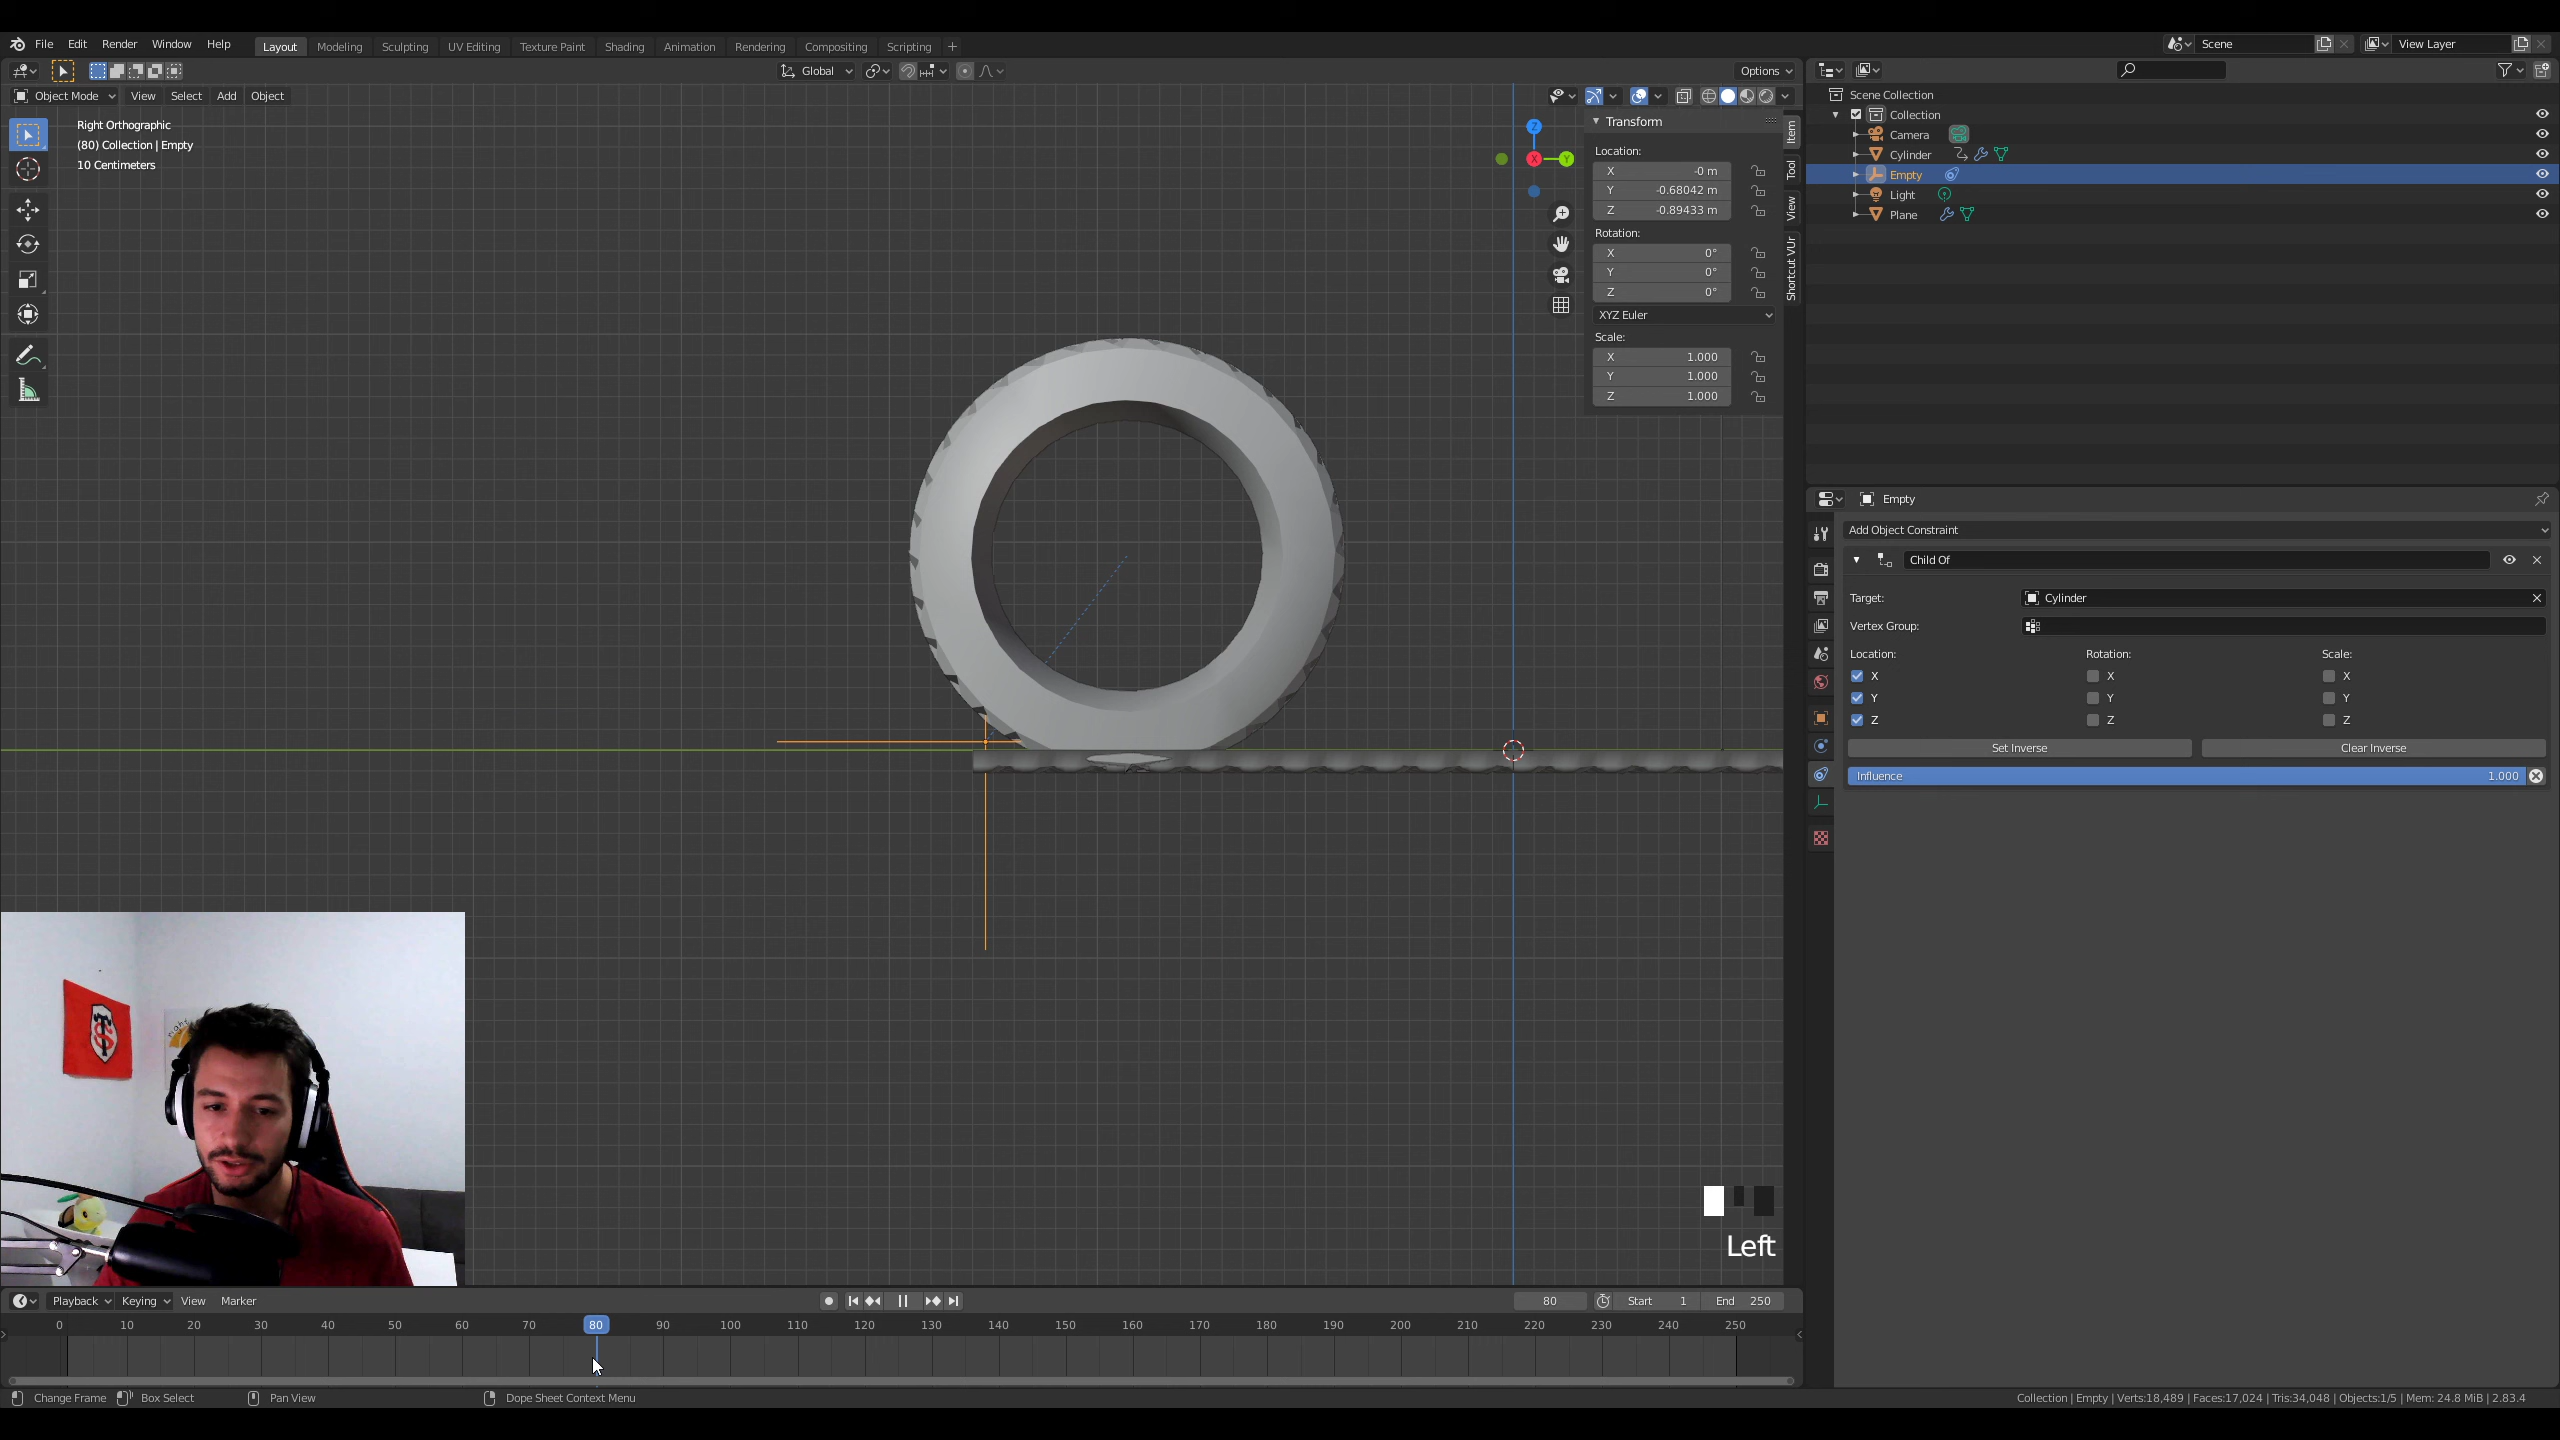 File Edit Render Window Help
Layout Modeling Sculpting UV Editing Texture Paint Shading Animation Rendering Compositing Scripting +
Scene
View Layer
Global
Options
Object Mode View Select Add Object
Right Orthographic
(80) Collection | Empty
10 Centimeters
Z
X
Y
Transform
Location:
X -0 m
Y -0.68042 m
Z -0.89433 m
Rotation:
X 0°
Y 0°
Z 0°
XYZ Euler
Scale:
X 1.000
Y 1.000
Z 1.000
Item
Tool
View
Shortcut VUr
Scene Collection
Collection
Camera
Cylinder
Empty
Light
Plane
Empty
Add Object Constraint
Child Of
Target: Cylinder
Vertex Group:
Location: Rotation: Scale:
X X X
Y Y Y
Z Z Z
Set Inverse Clear Inverse
Influence 1.000
Left
Playback Keying View Marker
80 Start 1 End 250
0 10 20 30 40 50 60 70 80 90 100 110 120 130 140 150 160 170 180 190 200 210 220 230 240 250
Change Frame Box Select Pan View Dope Sheet Context Menu
Collection | Empty | Verts:18,489 | Faces:17,024 | Tris:34,048 | Objects:1/5 | Mem: 24.8 MiB | 2.83.4